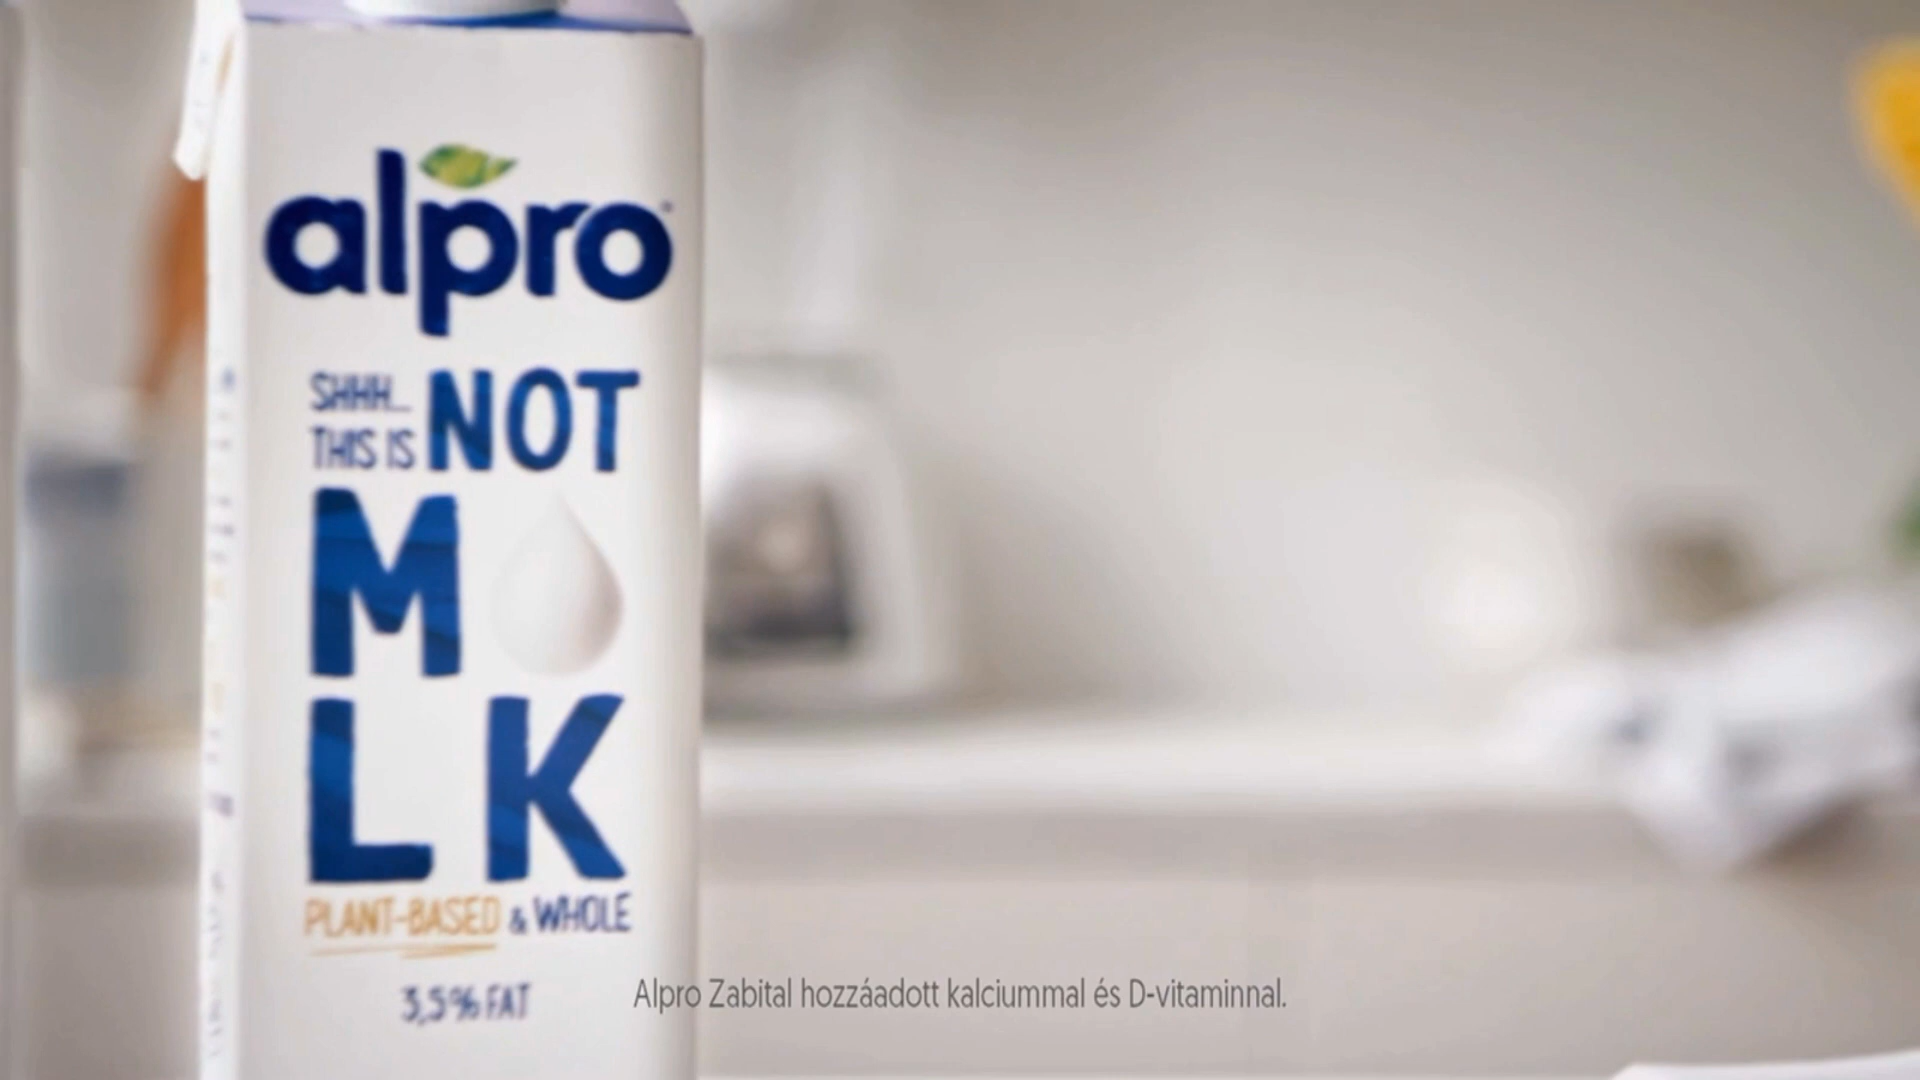 alpro
SHHH...
THIS IS NOT
M
LK
PLANT-BASED & WHOLE
3,5% FAT
Alpro Zabital hozzáadott kalciummal és D-vitaminnal.